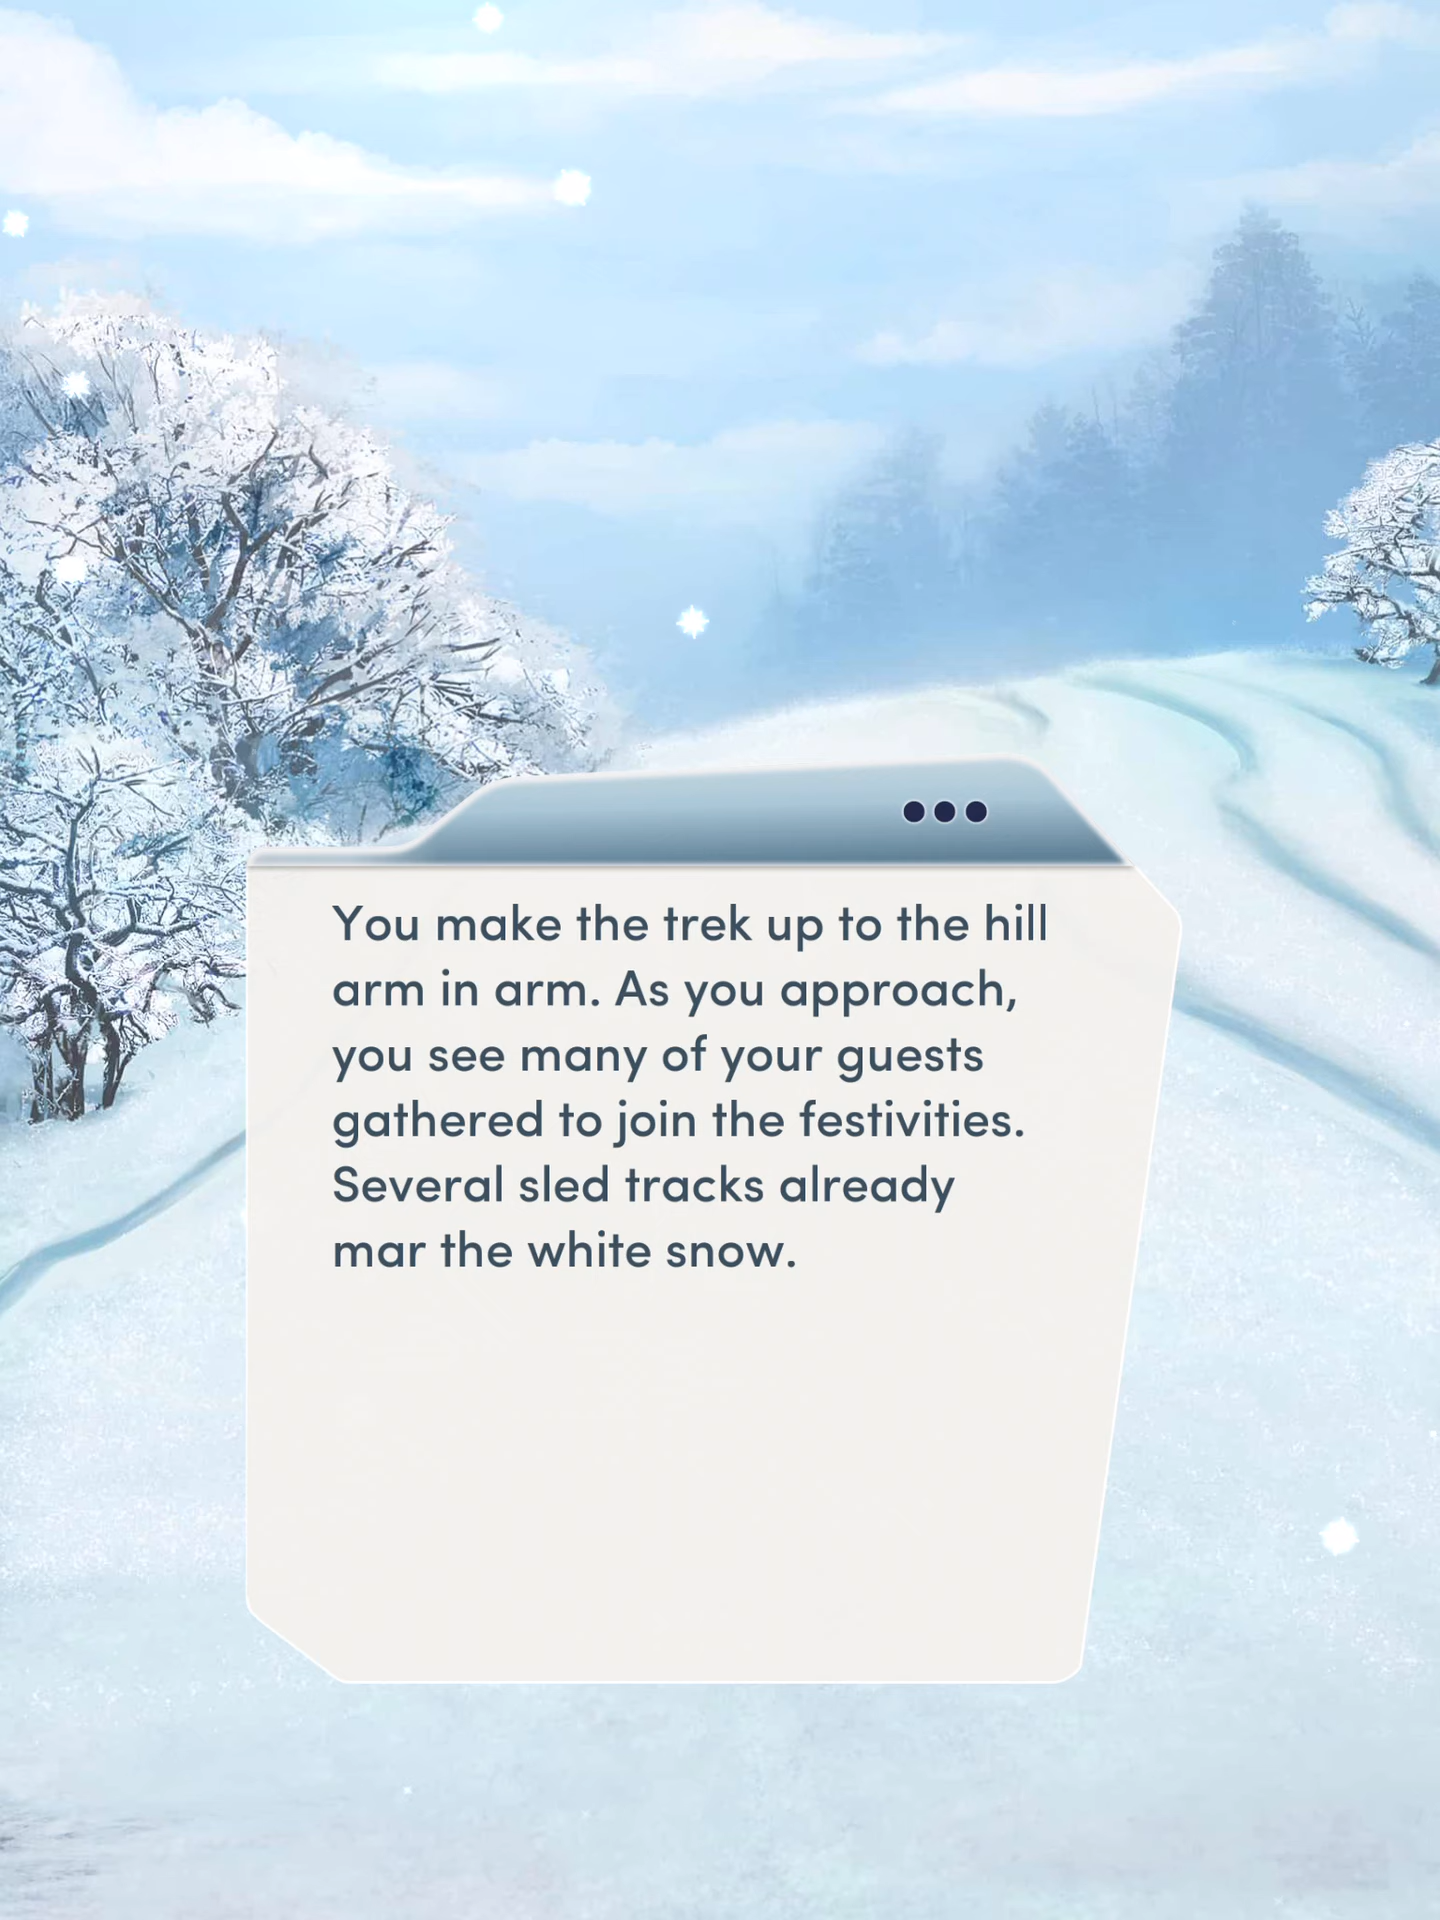 You make the trek up to the hill
arm in arm. As you approach,
you see many of your guests
gathered to join the festivities.
Several sled tracks already
mar the white snow.